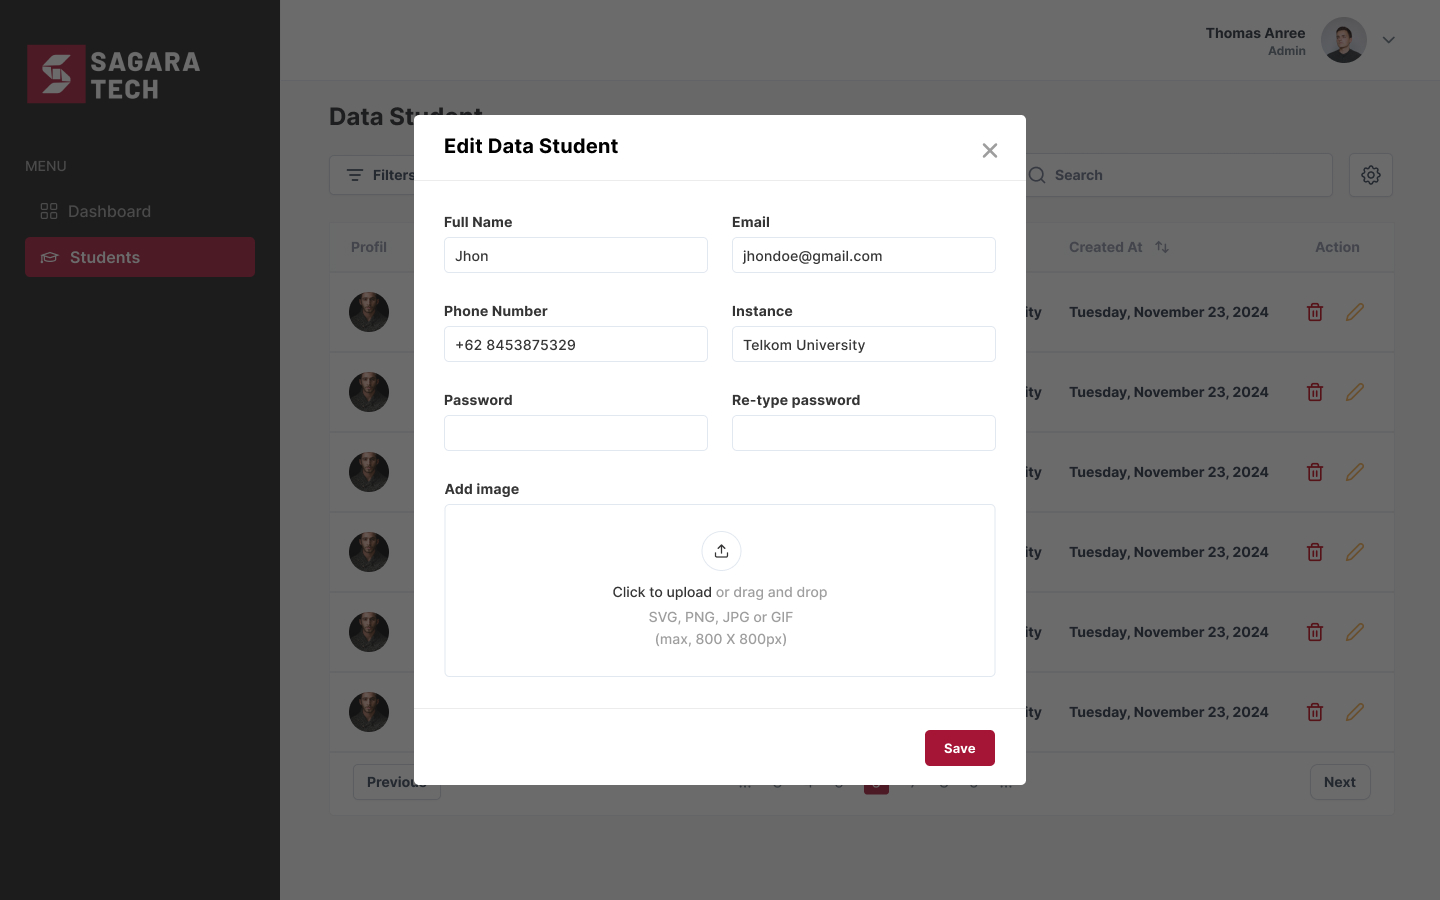 SAGARA
TECH
Thomas Anree
Admin
MENU
Dashboard
Students
Data Student
Filters
Search
Profil
Created At
Action
Edit Data Student
Full Name
Email
Jhon
jhondoe@gmail.com
Phone Number
Instance
+62 8453875329
Telkom University
Password
Re-type password
Add image
Click to upload or drag and drop
SVG, PNG, JPG or GIF
(max, 800 X 800px)
Save
ity
Tuesday, November 23, 2024
ity
Tuesday, November 23, 2024
ity
Tuesday, November 23, 2024
ity
Tuesday, November 23, 2024
ity
Tuesday, November 23, 2024
ity
Tuesday, November 23, 2024
Previous
Next